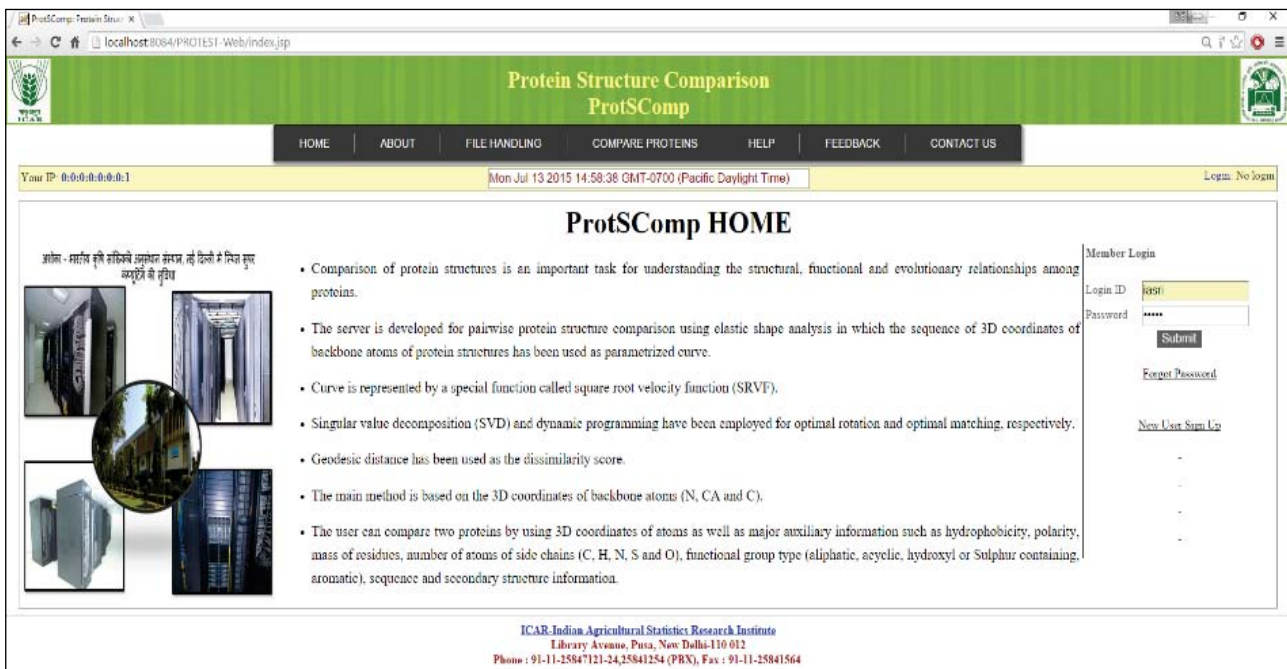 ProtSComp: Protein Struc
localhost:8084/PROTEST-Web/index.jsp
Protein Structure Comparison
ProtSComp
ICAR
HOME ABOUT FILE HANDLING COMPARE PROTEINS HELP FEEDBACK CONTACT US
Your IP: 0:0:0:0:0:0:0:1
Mon Jul 13 2015 14:58:38 GMT-0700 (Pacific Daylight Time)
Login: No login
ProtSComp HOME
अशोका - भारतीय कृषि सांख्यिकी अनुसंधान संस्थान, नई दिल्ली में स्थित सुपर
कम्प्यूटिंग की सुविधा
• Comparison of protein structures is an important task for understanding the structural, functional and evolutionary relationships among
proteins.
• The server is developed for pairwise protein structure comparison using elastic shape analysis in which the sequence of 3D coordinates of
backbone atoms of protein structures has been used as parametrized curve.
• Curve is represented by a special function called square root velocity function (SRVF).
• Singular value decomposition (SVD) and dynamic programming have been employed for optimal rotation and optimal matching, respectively.
• Geodesic distance has been used as the dissimilarity score.
• The main method is based on the 3D coordinates of backbone atoms (N, CA and C).
• The user can compare two proteins by using 3D coordinates of atoms as well as major auxiliary information such as hydrophobicity, polarity,
mass of residues, number of atoms of side chains (C, H, N, S and O), functional group type (aliphatic, acyclic, hydroxyl or Sulphur containing,
aromatic), sequence and secondary structure information.
Member Login
Login ID iasri
Password •••••
Submit
Forgot Password
New User Sign Up
-
-
-
-
ICAR-Indian Agricultural Statistics Research Institute
Library Avenue, Pusa, New Delhi-110 012
Phone : 91-11-25847121-24,25841254 (PBX), Fax : 91-11-25841564